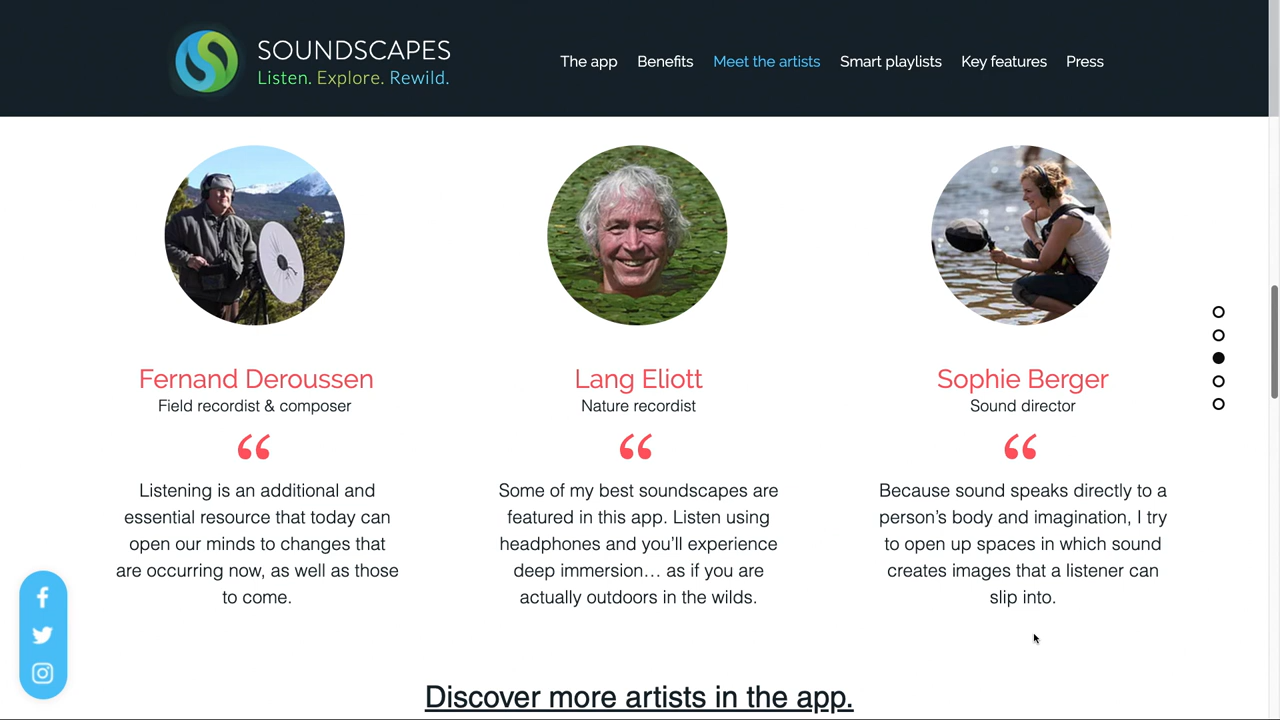 SOUNDSCAPES
Listen. Explore. Rewild.
The app Benefits Meet the artists Smart playlists Key features Press
Fernand Deroussen
Field recordist & composer
“
Listening is an additional and
essential resource that today can
open our minds to changes that
are occurring now, as well as those
to come.
Lang Eliott
Nature recordist
“
Some of my best soundscapes are
featured in this app. Listen using
headphones and you’ll experience
deep immersion… as if you are
actually outdoors in the wilds.
Sophie Berger
Sound director
“
Because sound speaks directly to a
person’s body and imagination, I try
to open up spaces in which sound
creates images that a listener can
slip into.
Discover more artists in the app.